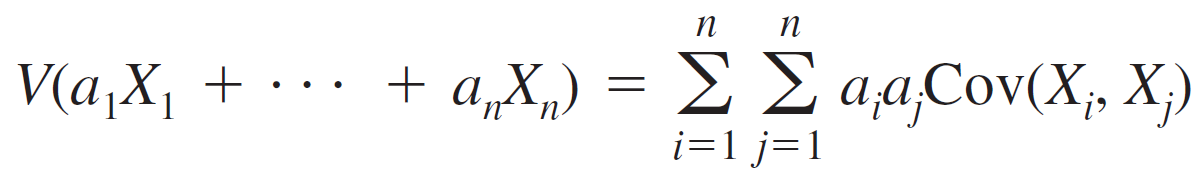 V(a₁X₁ + · · · + aₙXₙ) = ∑ⁿᵢ₌₁ ∑ⁿⱼ₌₁ aᵢaⱼCov(Xᵢ, Xⱼ)